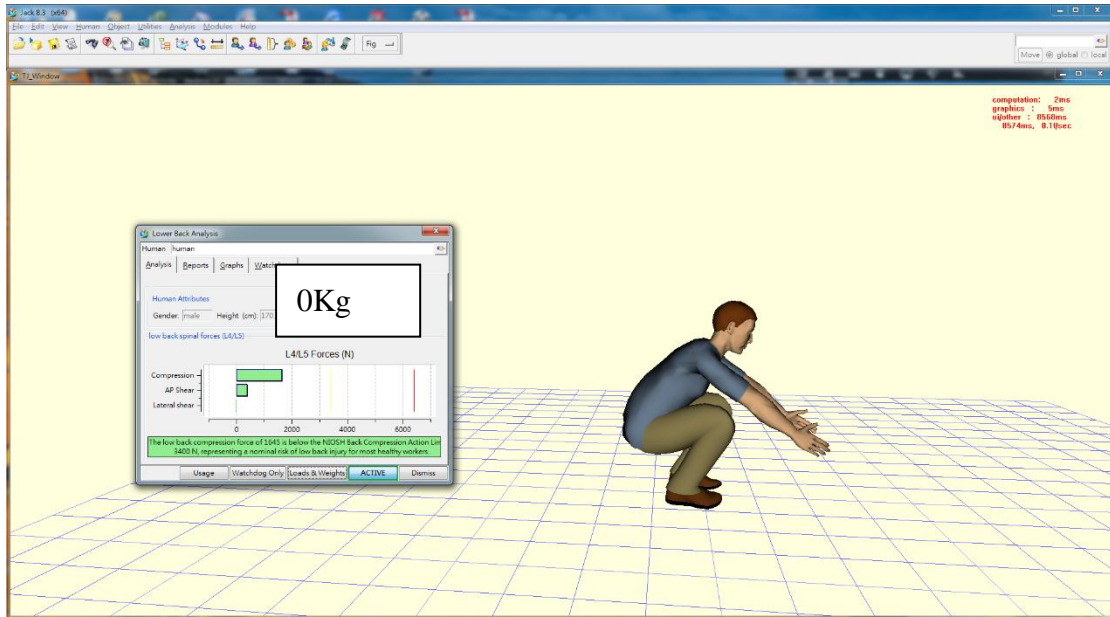 Jack 8.3 (x64)
File Edit View Human Object Utilities Analysis Modules Help
Fig
Move global local
TJ_Window
computation: 2ms
graphics : 5ms
ui/other : 8568ms
8574ms, 0.1f/sec
Lower Back Analysis
Human human
Analysis Reports Graphs
0Kg
Human Attributes
Gender: male Height (cm): 170
low back spinal forces (L4/L5)
L4/L5 Forces (N)
Compression
AP Shear
Lateral shear
0 2000 4000 6000
The low back compression force of 1645 is below the NIOSH Back Compression Action Lim
3400 N, representing a nominal risk of low back injury for most healthy workers.
Usage Watchdog Only Loads & Weights ACTIVE Dismiss